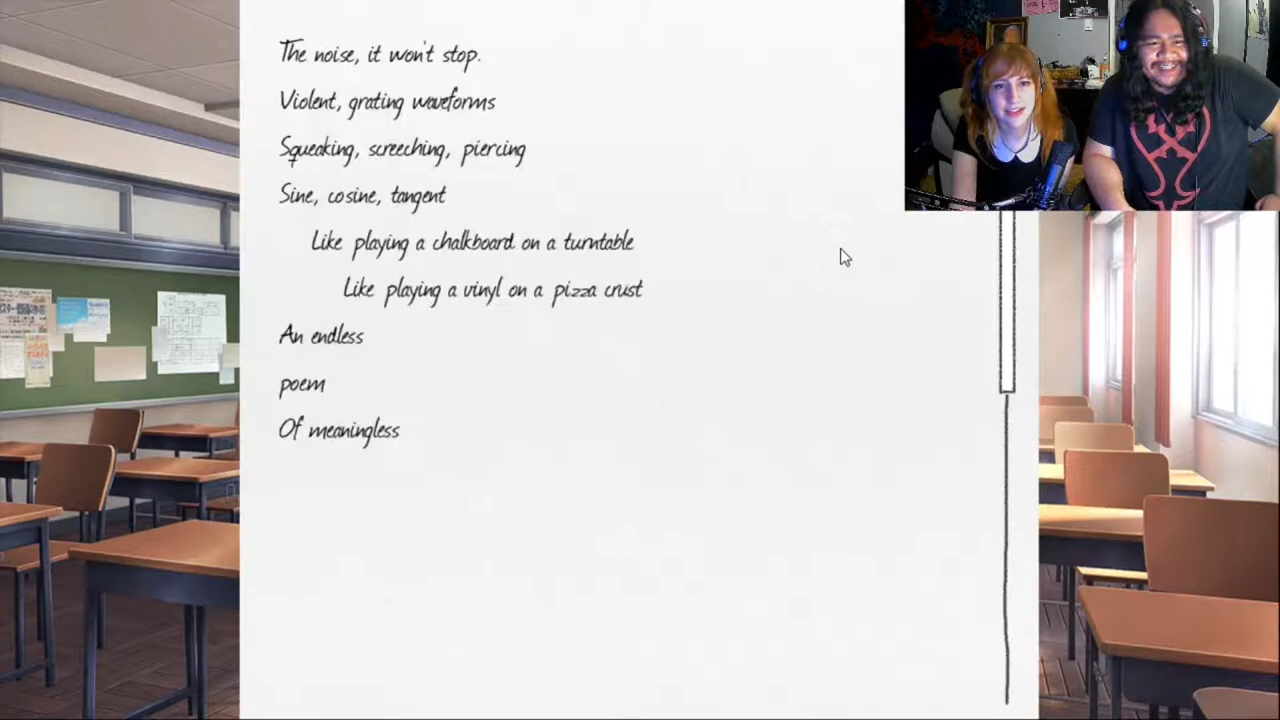 The noise, it won't stop.
Violent, grating waveforms
Squeaking, screeching, piercing
Sine, cosine, tangent
Like playing a chalkboard on a turntable
Like playing a vinyl on a pizza crust
An endless
poem
Of meaningless